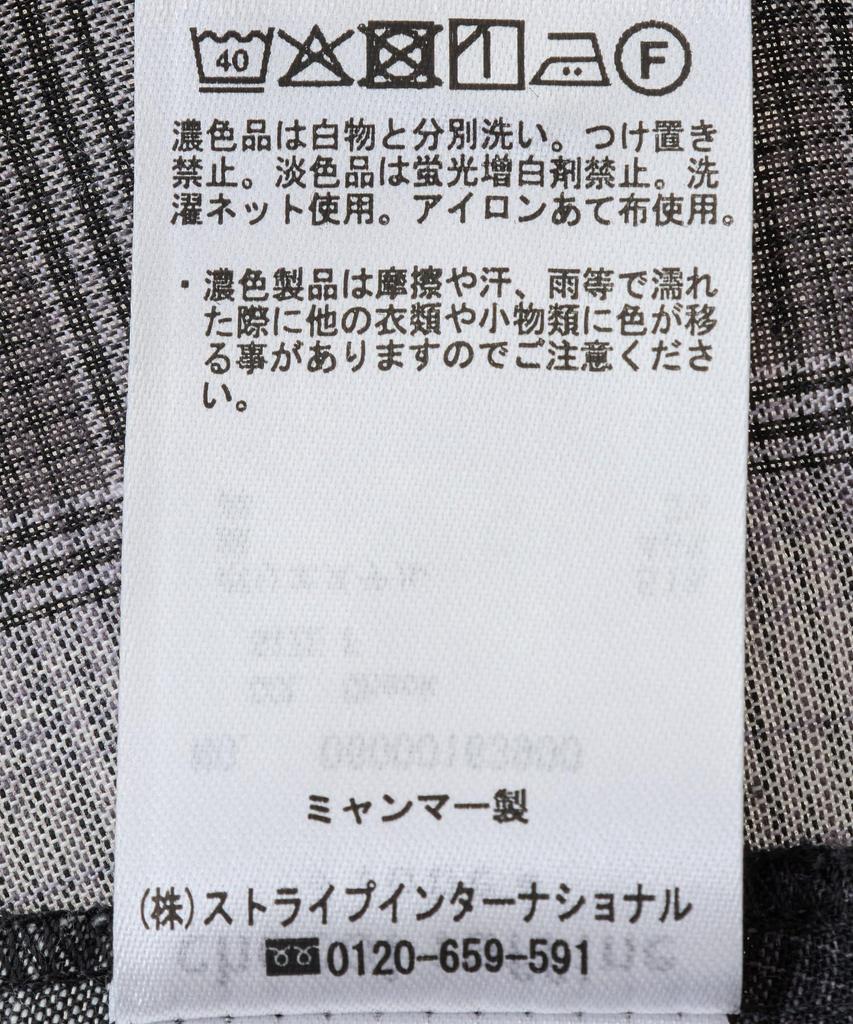 40
F
濃色品は白物と分別洗い。つけ置き
禁止。淡色品は蛍光増白剤禁止。洗
濯ネット使用。アイロンあて布使用。
・濃色製品は摩擦や汗、雨等で濡れ
た際に他の衣類や小物類に色が移
る事がありますのでご注意くださ
い。
ミャンマー製
(株)ストライプインターナショナル
0120-659-591